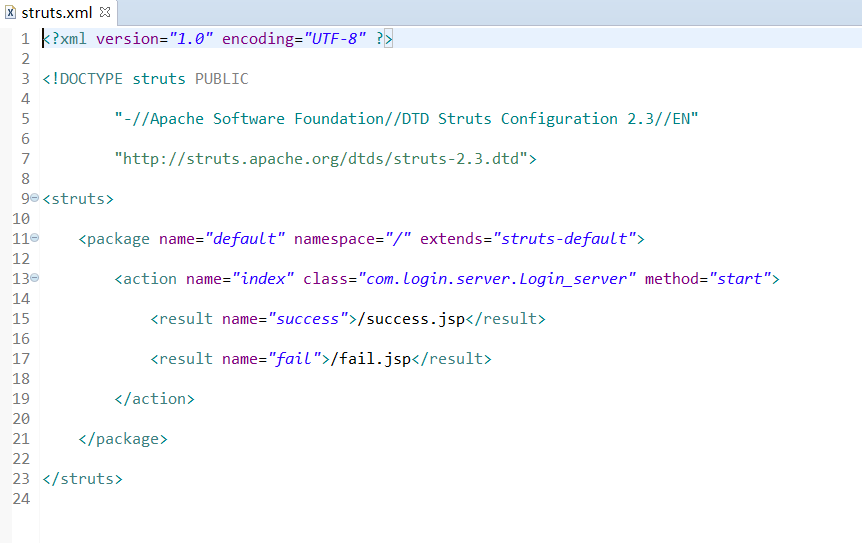 struts.xml
1 <?xml version="1.0" encoding="UTF-8" ?>
2
3 <!DOCTYPE struts PUBLIC
4
5         "-//Apache Software Foundation//DTD Struts Configuration 2.3//EN"
6
7         "http://struts.apache.org/dtds/struts-2.3.dtd">
8
9 <struts>
10
11     <package name="default" namespace="/" extends="struts-default">
12
13         <action name="index" class="com.login.server.Login_server" method="start">
14
15             <result name="success">/success.jsp</result>
16
17             <result name="fail">/fail.jsp</result>
18
19         </action>
20
21     </package>
22
23 </struts>
24